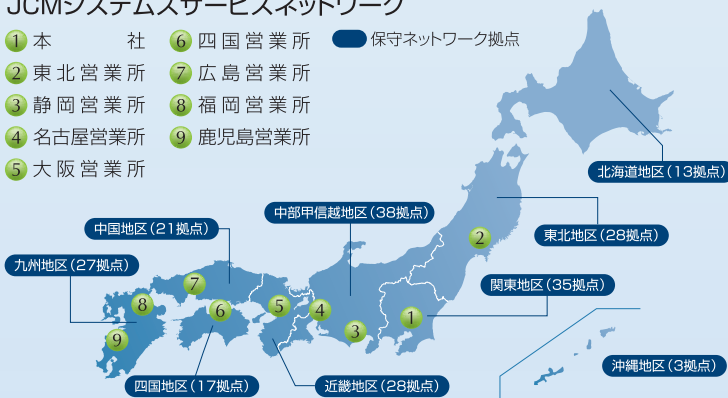 JCMシステムズサービスネットワーク
1 本社 6 四国営業所 保守ネットワーク拠点
2 東北営業所 7 広島営業所
3 静岡営業所 8 福岡営業所
4 名古屋営業所 9 鹿児島営業所
5 大阪営業所
北海道地区(13拠点)
中部甲信越地区(38拠点)
中国地区(21拠点)
東北地区(28拠点)
2
九州地区(27拠点)
関東地区(35拠点)
7
8
6
5
4
1
3
9
沖縄地区(3拠点)
四国地区(17拠点)
近畿地区(28拠点)